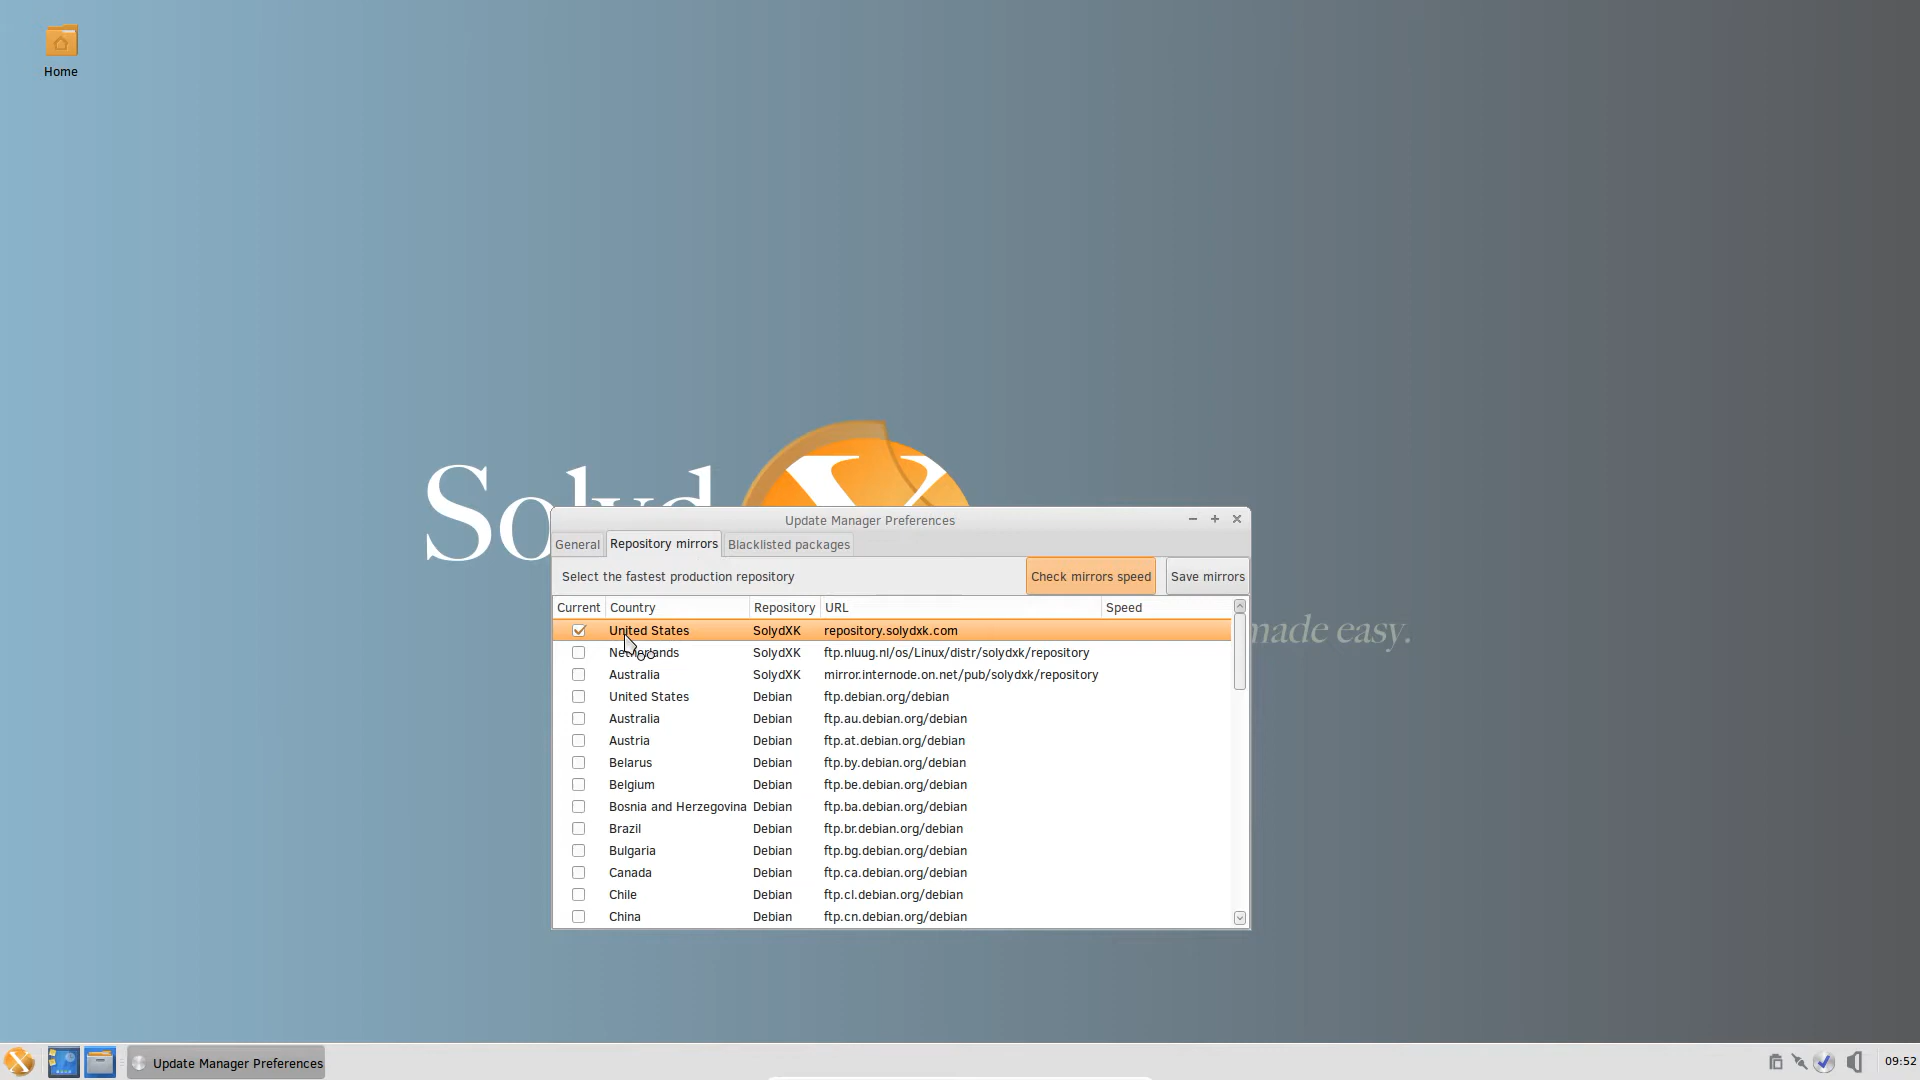 Home
Solyd
X
made easy.
Update Manager Preferences
General Repository mirrors Blacklisted packages
Select the fastest production repository Check mirrors speed Save mirrors
Current Country Repository URL Speed
United States SolydXK repository.solydxk.com
Netherlands SolydXK ftp.nluug.nl/os/Linux/distr/solydxk/repository
Australia SolydXK mirror.internode.on.net/pub/solydxk/repository
United States Debian ftp.debian.org/debian
Australia Debian ftp.au.debian.org/debian
Austria Debian ftp.at.debian.org/debian
Belarus Debian ftp.by.debian.org/debian
Belgium Debian ftp.be.debian.org/debian
Bosnia and Herzegovina Debian ftp.ba.debian.org/debian
Brazil Debian ftp.br.debian.org/debian
Bulgaria Debian ftp.bg.debian.org/debian
Canada Debian ftp.ca.debian.org/debian
Chile Debian ftp.cl.debian.org/debian
China Debian ftp.cn.debian.org/debian
Update Manager Preferences
09:52